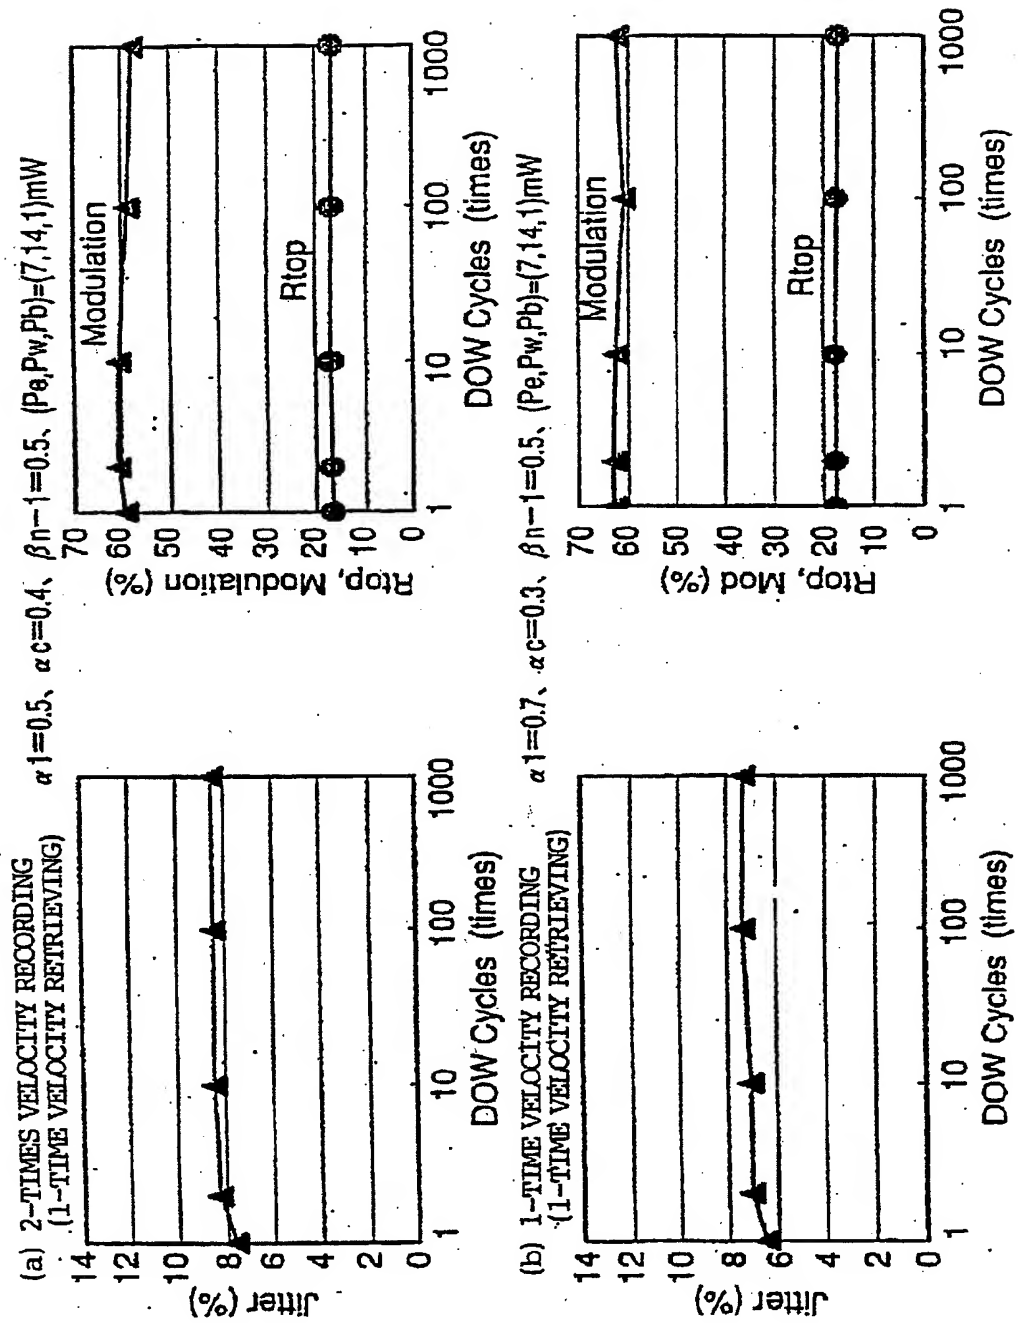 (a) 2-TIMES VELOCITY RECORDING
(1-TIME VELOCITY RETRIEVING)
α1=0.5、αc=0.4、βn-1=0.5、(Pe,Pw,Pb)=(7,14,1)mW
Jitter (%)
14
12
10
8
6
4
2
0
1
10
100
1000
DOW Cycles (times)
Rtop, Modulation (%)
70
60
50
40
30
20
10
0
Modulation
Rtop
1
10
100
1000
DOW Cycles (times)
(b) 1-TIME VELOCITY RECORDING
(1-TIME VELOCITY RETRIEVING)
α1=0.7、αc=0.3、βn-1=0.5、(Pe,Pw,Pb)=(7,14,1)mW
Jitter (%)
14
12
10
8
6
4
2
0
1
10
100
1000
DOW Cycles (times)
Rtop, Mod (%)
70
60
50
40
30
20
10
0
Modulation
Rtop
1
10
100
1000
DOW Cycles (times)